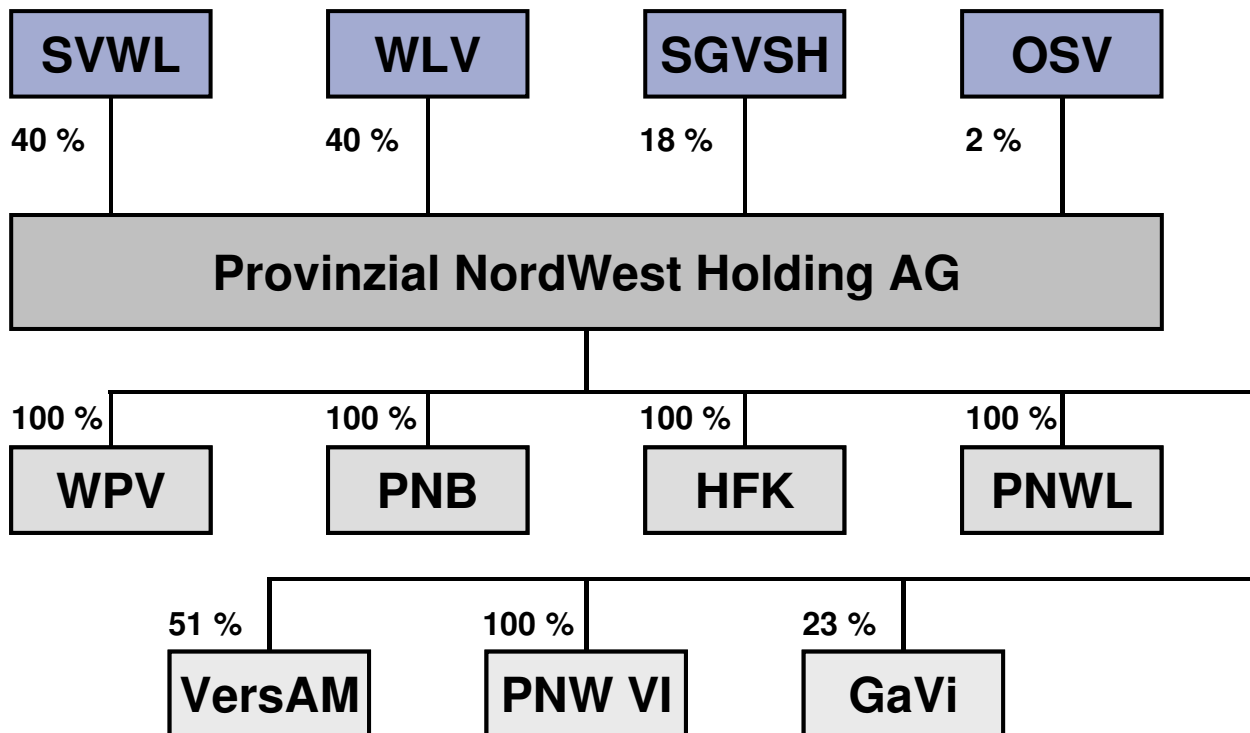 SVWL WLV SGVSH OSV
40 % 40 % 18 % 2 %
Provinzial NordWest Holding AG
100 % 100 % 100 % 100 %
WPV PNB HFK PNWL
51 % 100 % 23 %
VersAM PNW VI GaVi